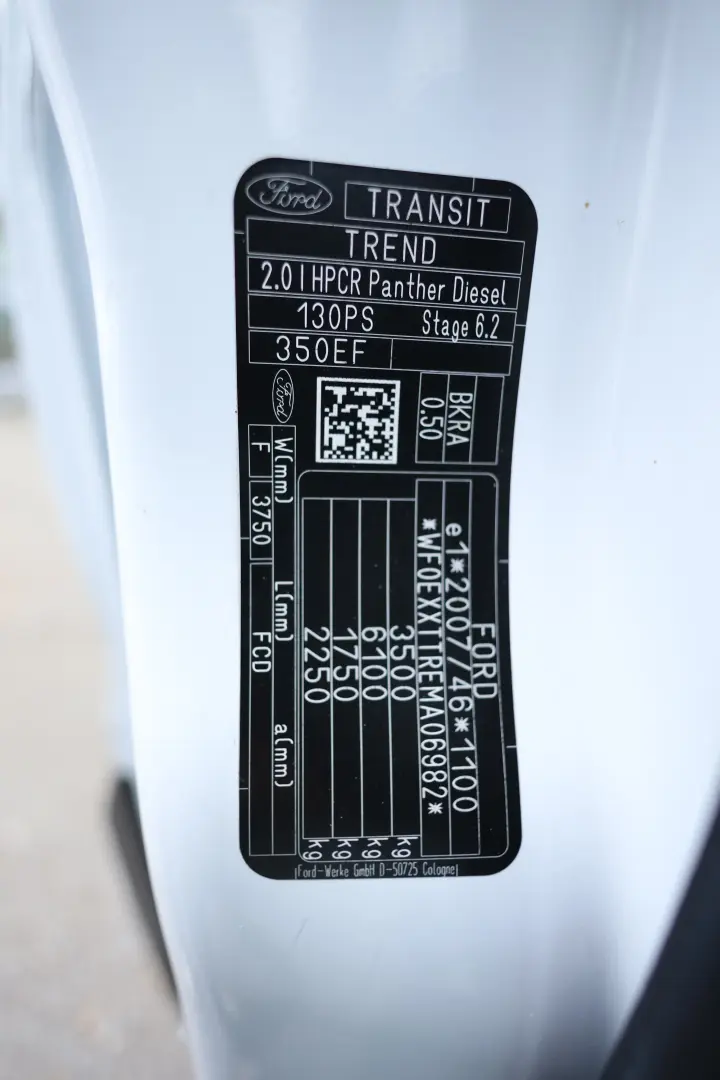 Ford TRANSIT
TREND
2.0 l HPCR Panther Diesel
130PS Stage 6.2
350EF
Ford
BKRA
0.50
FORD
e1*2007/46*1100
*WF0EXXTTREMA06982*
3500 kg
6100 kg
1750 kg
2250 kg
W(mm) L(mm) a(mm)
F 3750 FCD
Ford-Werke GmbH D-50725 Cologne